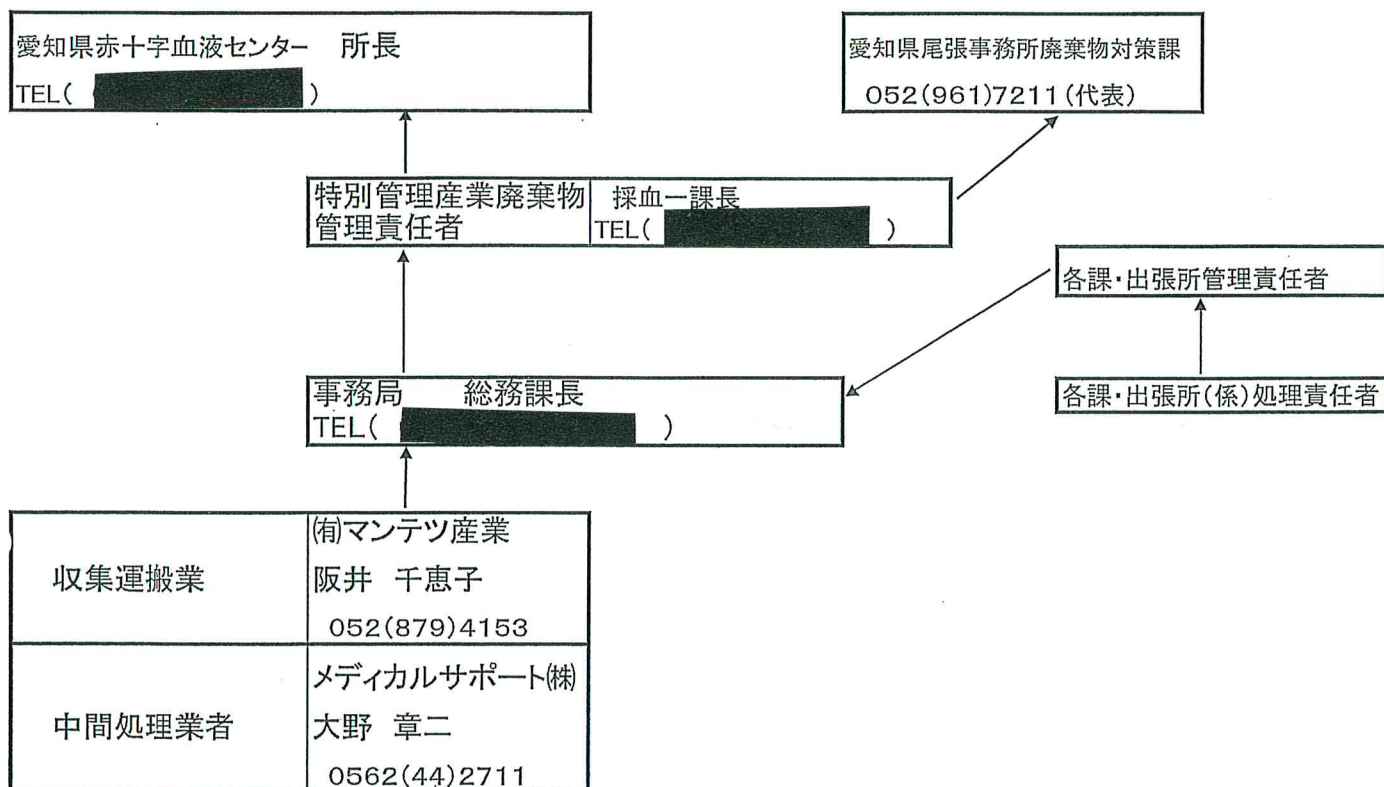 愛知県赤十字血液センター 所長
TEL( )
愛知県尾張事務所廃棄物対策課
052(961)7211(代表)
特別管理産業廃棄物
管理責任者
採血一課長
TEL( )
各課・出張所管理責任者
事務局 総務課長
TEL( )
各課・出張所(係)処理責任者
収集運搬業
㈲マンテツ産業
阪井 千恵子
052(879)4153
中間処理業者
メディカルサポート㈱
大野 章二
0562(44)2711